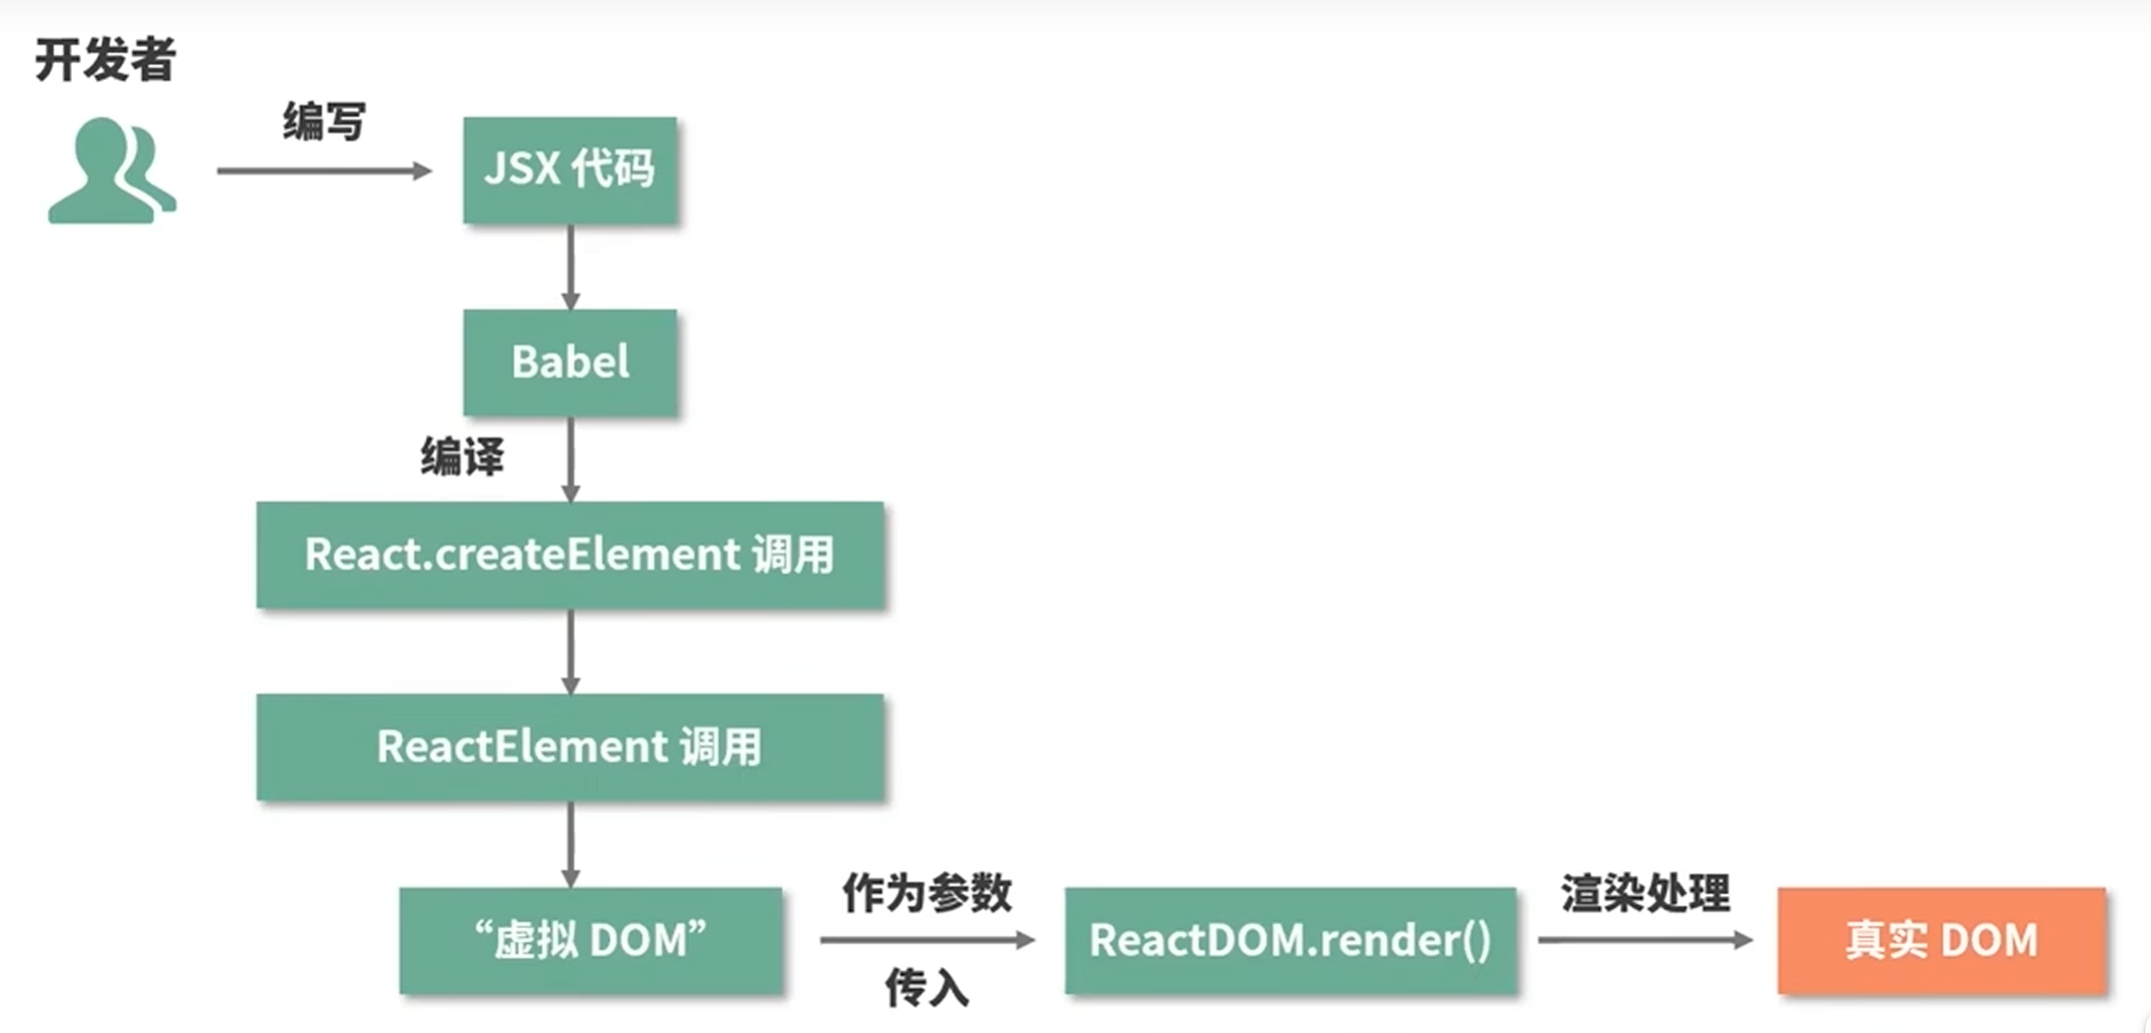 开发者
编写
JSX 代码
Babel
编译
React.createElement 调用
ReactElement 调用
“虚拟 DOM”
作为参数
传入
ReactDOM.render()
渲染处理
真实 DOM